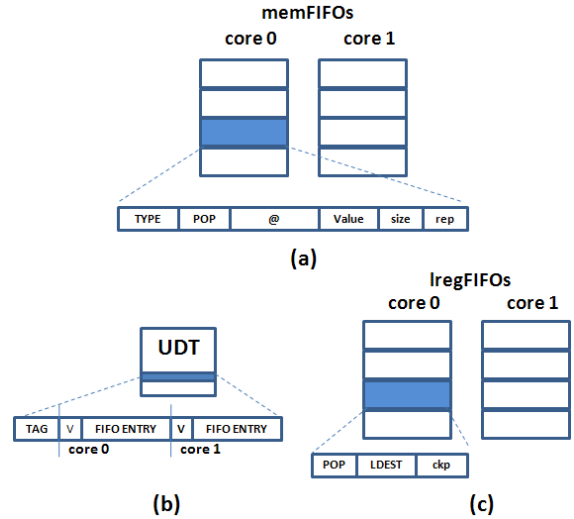 memFIFOs
core 0 core 1
TYPE POP @ Value size rep
(a)
lregFIFOs
core 0 core 1
UDT
TAG V FIFO ENTRY V FIFO ENTRY
core 0 core 1
POP LDEST ckp
(b) (c)